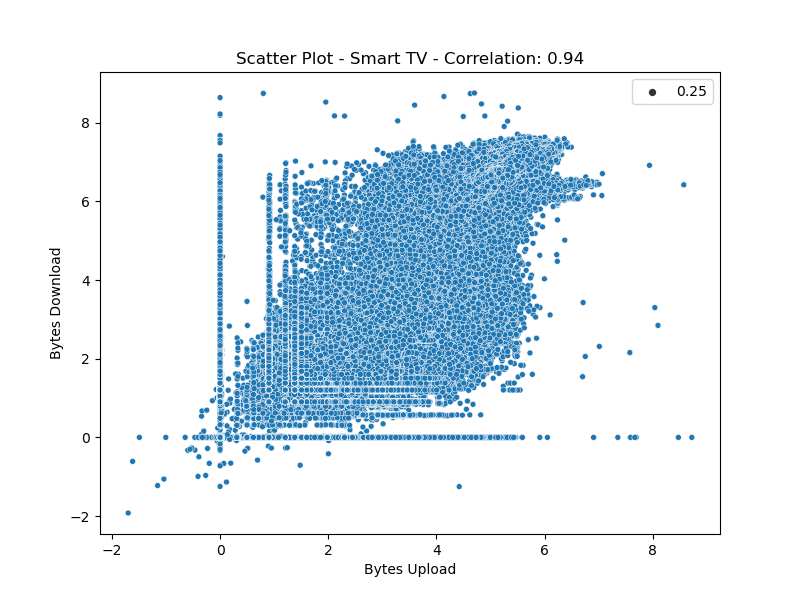 Scatter Plot - Smart TV - Correlation: 0.94
0.25
8
6
4
2
0
−2
Bytes Download
−2 0 2 4 6 8
Bytes Upload